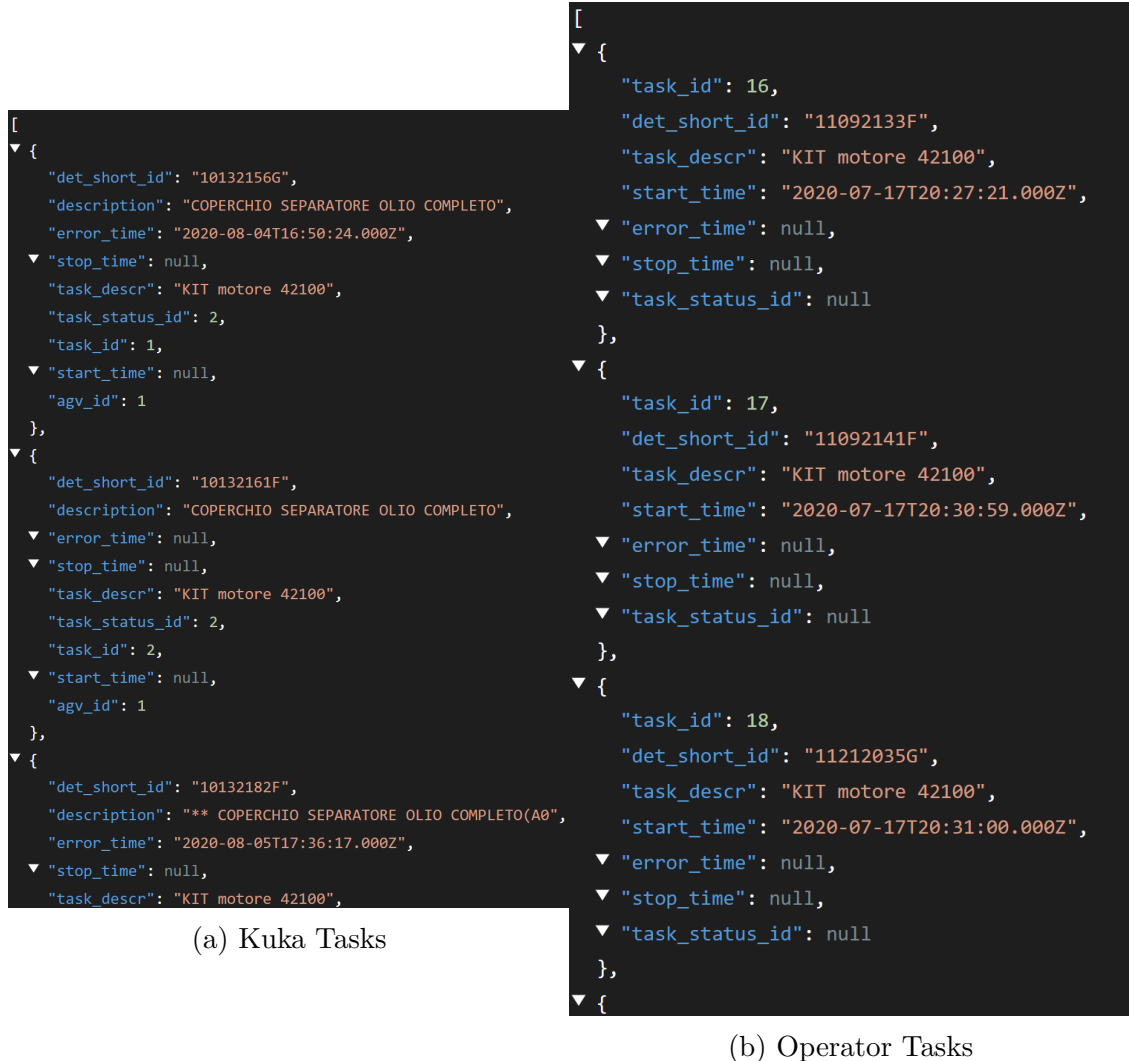 [
{
"det_short_id": "10132156G",
"description": "COPERCHIO SEPARATORE OLIO COMPLETO",
"error_time": "2020-08-04T16:50:24.000Z",
"stop_time": null,
"task_descr": "KIT motore 42100",
"task_status_id": 2,
"task_id": 1,
"start_time": null,
"agv_id": 1
},
{
"det_short_id": "10132161F",
"description": "COPERCHIO SEPARATORE OLIO COMPLETO",
"error_time": null,
"stop_time": null,
"task_descr": "KIT motore 42100",
"task_status_id": 2,
"task_id": 2,
"start_time": null,
"agv_id": 1
},
{
"det_short_id": "10132182F",
"description": "** COPERCHIO SEPARATORE OLIO COMPLETO(A0",
"error_time": "2020-08-05T17:36:17.000Z",
"stop_time": null,
"task_descr": "KIT motore 42100",
(a) Kuka Tasks
[
{
"task_id": 16,
"det_short_id": "11092133F",
"task_descr": "KIT motore 42100",
"start_time": "2020-07-17T20:27:21.000Z",
"error_time": null,
"stop_time": null,
"task_status_id": null
},
{
"task_id": 17,
"det_short_id": "11092141F",
"task_descr": "KIT motore 42100",
"start_time": "2020-07-17T20:30:59.000Z",
"error_time": null,
"stop_time": null,
"task_status_id": null
},
{
"task_id": 18,
"det_short_id": "11212035G",
"task_descr": "KIT motore 42100",
"start_time": "2020-07-17T20:31:00.000Z",
"error_time": null,
"stop_time": null,
"task_status_id": null
},
{
(b) Operator Tasks